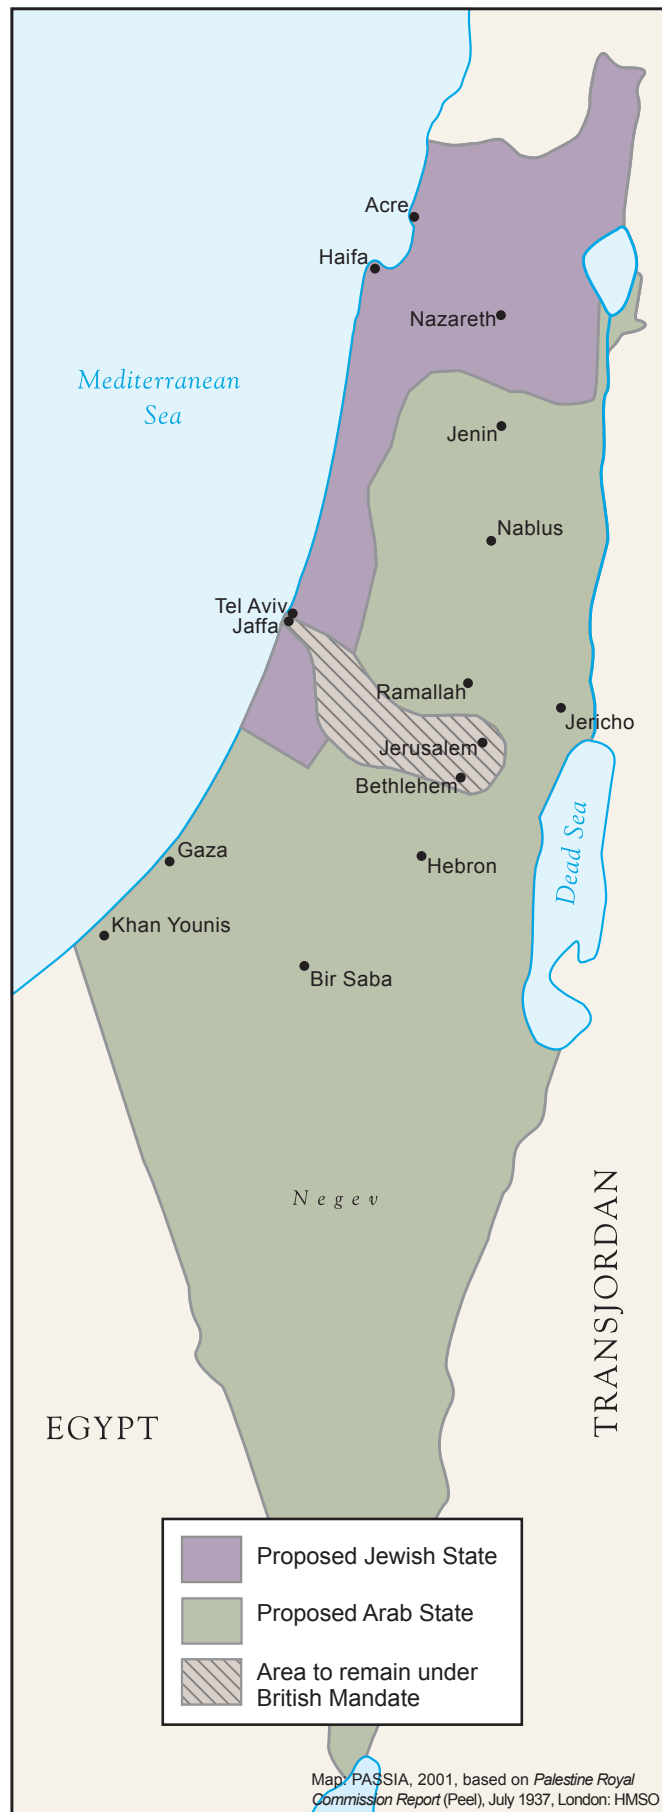 Acre
Haifa
Nazareth
Mediterranean
Sea
Jenin
Nablus
Tel Aviv
Jaffa
Ramallah
Jericho
Jerusalem
Bethlehem
Dead Sea
Gaza
Hebron
Khan Younis
Bir Saba
Negev
TRANSJORDAN
EGYPT
Proposed Jewish State
Proposed Arab State
Area to remain under
British Mandate
Map: PASSIA, 2001, based on Palestine Royal
Commission Report (Peel), July 1937, London: HMSO